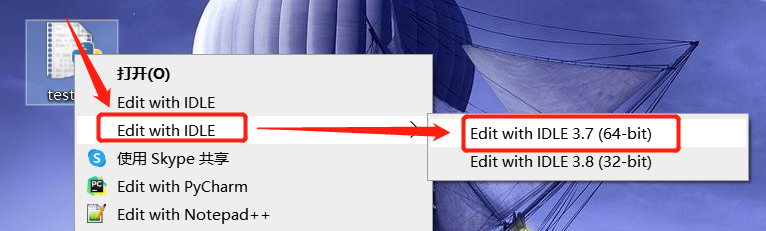 test
打开(O)
Edit with IDLE
Edit with IDLE
Edit with IDLE 3.7 (64-bit)
Edit with IDLE 3.8 (32-bit)
使用 Skype 共享
Edit with PyCharm
Edit with Notepad++